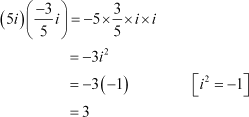 (5i)(-3/5 i) = -5 × 3/5 × i × i
= -3i²
= -3(-1) [i² = -1]
= 3